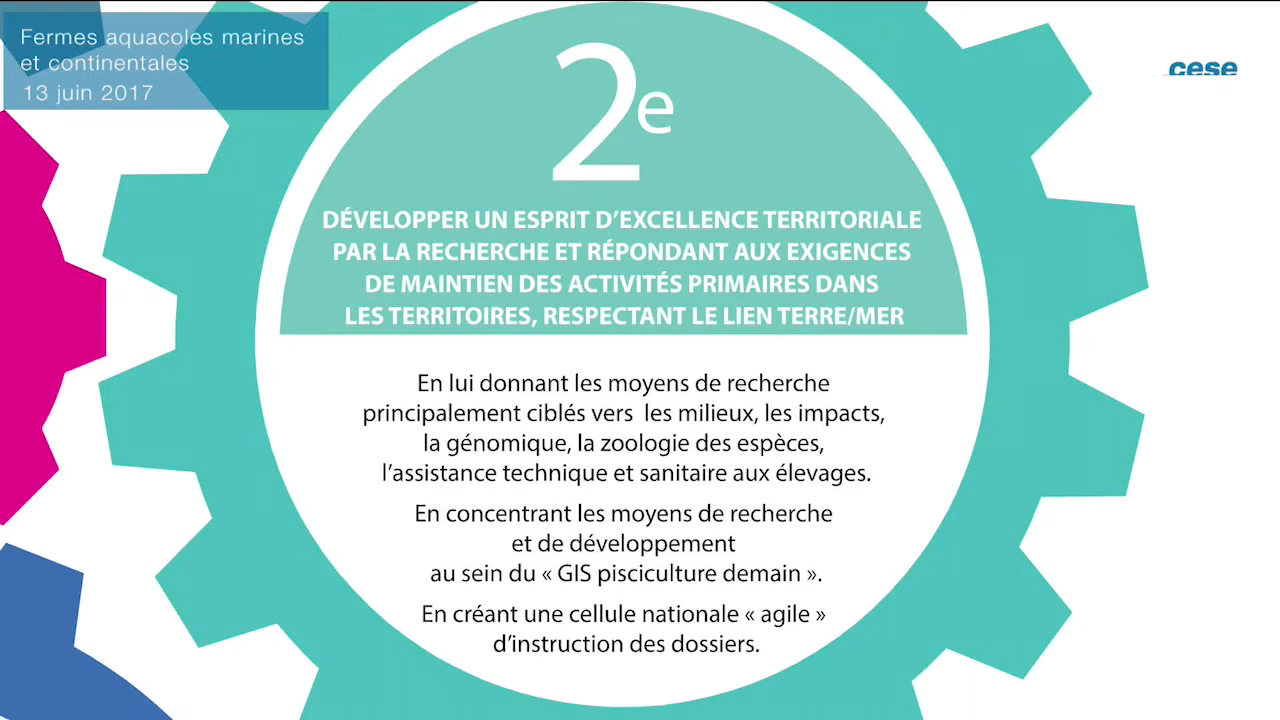 Fermes aquacoles marines
et continentales
13 juin 2017
cese
2e
DÉVELOPPER UN ESPRIT D’EXCELLENCE TERRITORIALE
PAR LA RECHERCHE ET RÉPONDANT AUX EXIGENCES
DE MAINTIEN DES ACTIVITÉS PRIMAIRES DANS
LES TERRITOIRES, RESPECTANT LE LIEN TERRE/MER
En lui donnant les moyens de recherche
principalement ciblés vers les milieux, les impacts,
la génomique, la zoologie des espèces,
l’assistance technique et sanitaire aux élevages.
En concentrant les moyens de recherche
et de développement
au sein du « GIS pisciculture demain ».
En créant une cellule nationale « agile »
d’instruction des dossiers.